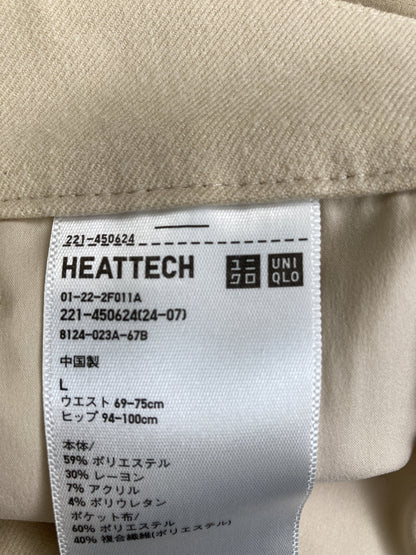 221-450624
HEATTECH
ユニクロ
UNIQLO
01-22-2F011A
221-450624(24-07)
8124-023A-67B
中国製
L
ウエスト 69-75cm
ヒップ 94-100cm
本体/
59% ポリエステル
30% レーヨン
7% アクリル
4% ポリウレタン
ポケット布/
60% ポリエステル
40% 複合繊維(ポリエステル)